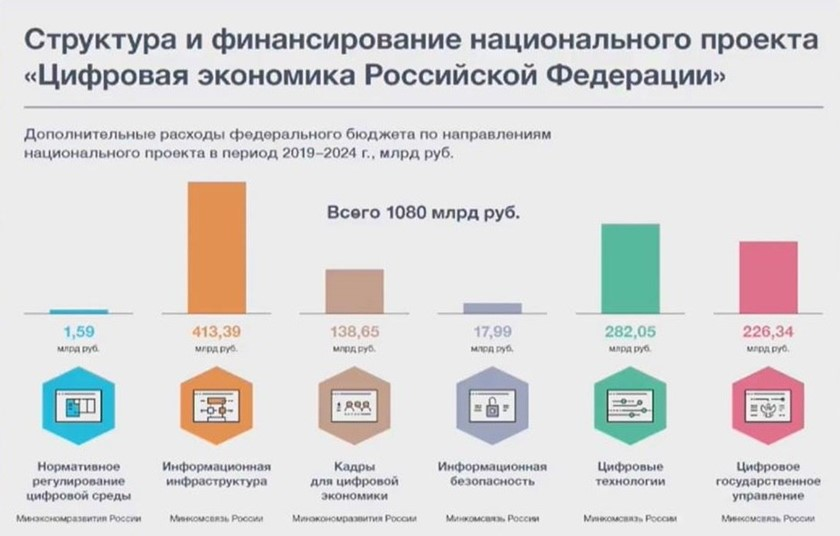 Структура и финансирование национального проекта
«Цифровая экономика Российской Федерации»
Дополнительные расходы федерального бюджета по направлениям
национального проекта в период 2019–2024 г., млрд руб.
Всего 1080 млрд руб.
1,59
млрд руб.
413,39
млрд руб.
138,65
млрд руб.
17,99
млрд руб.
282,05
млрд руб.
226,34
млрд руб.
Нормативное
регулирование
цифровой среды
Минэкономразвития России
Информационная
инфраструктура
Минкомсвязь России
Кадры
для цифровой
экономики
Минэкономразвития России
Информационная
безопасность
Минкомсвязь России
Цифровые
технологии
Минкомсвязь России
Цифровое
государственное
управление
Минкомсвязь России